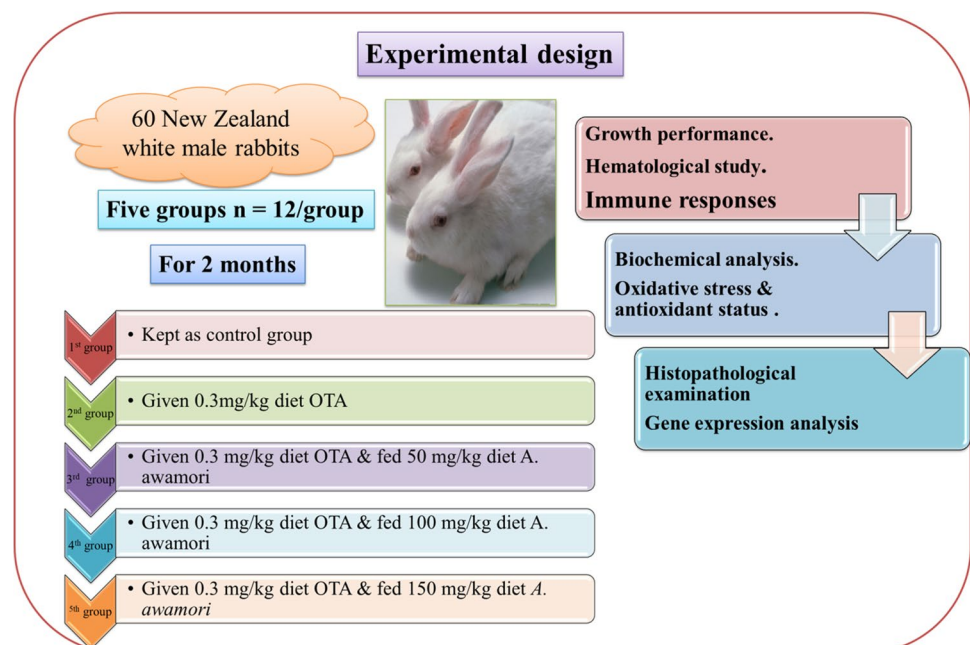 Experimental design
60 New Zealand
white male rabbits
Five groups n = 12/group
For 2 months
1st group
• Kept as control group
2nd group
• Given 0.3mg/kg diet OTA
3rd group
• Given 0.3 mg/kg diet OTA & fed 50 mg/kg diet A.
awamori
4th group
• Given 0.3 mg/kg diet OTA & fed 100 mg/kg diet A.
awamori
5th group
• Given 0.3 mg/kg diet OTA & fed 150 mg/kg diet A.
awamori
Growth performance.
Hematological study.
Immune responses
Biochemical analysis.
Oxidative stress &
antioxidant status .
Histopathological
examination
Gene expression analysis